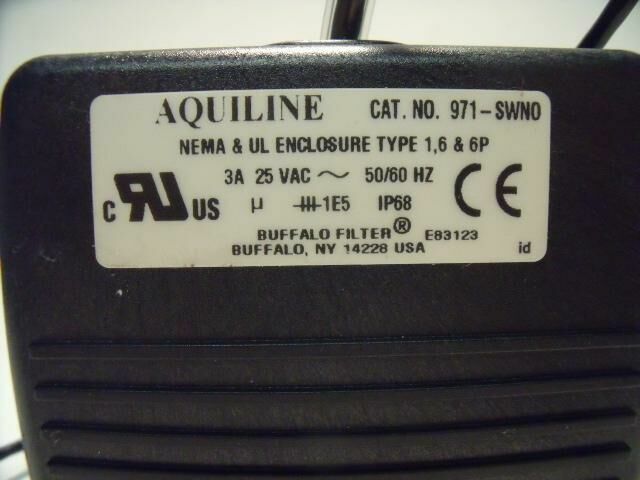 AQUILINE CAT. NO. 971-SWNO
NEMA & UL ENCLOSURE TYPE 1,6 & 6P
3A 25 VAC ~ 50/60 HZ
C RU US µ 1E5 IP68 CE
BUFFALO FILTER® E83123
BUFFALO, NY 14228 USA id